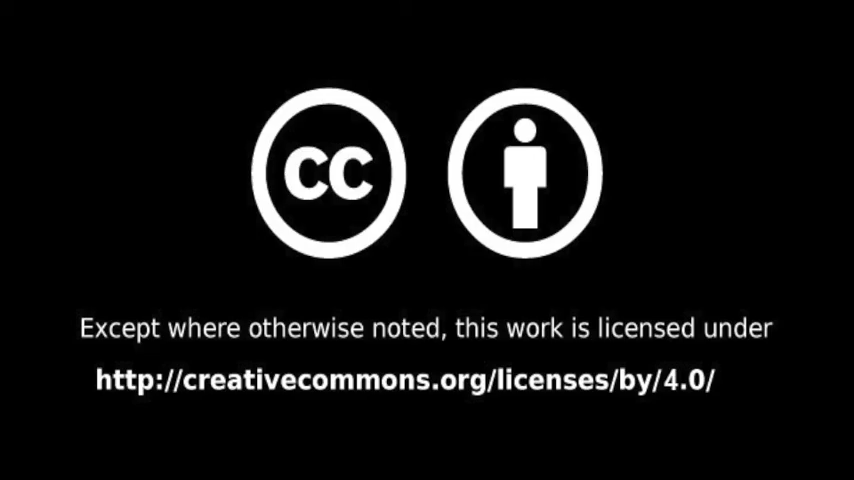 CC
Except where otherwise noted, this work is licensed under
http://creativecommons.org/licenses/by/4.0/